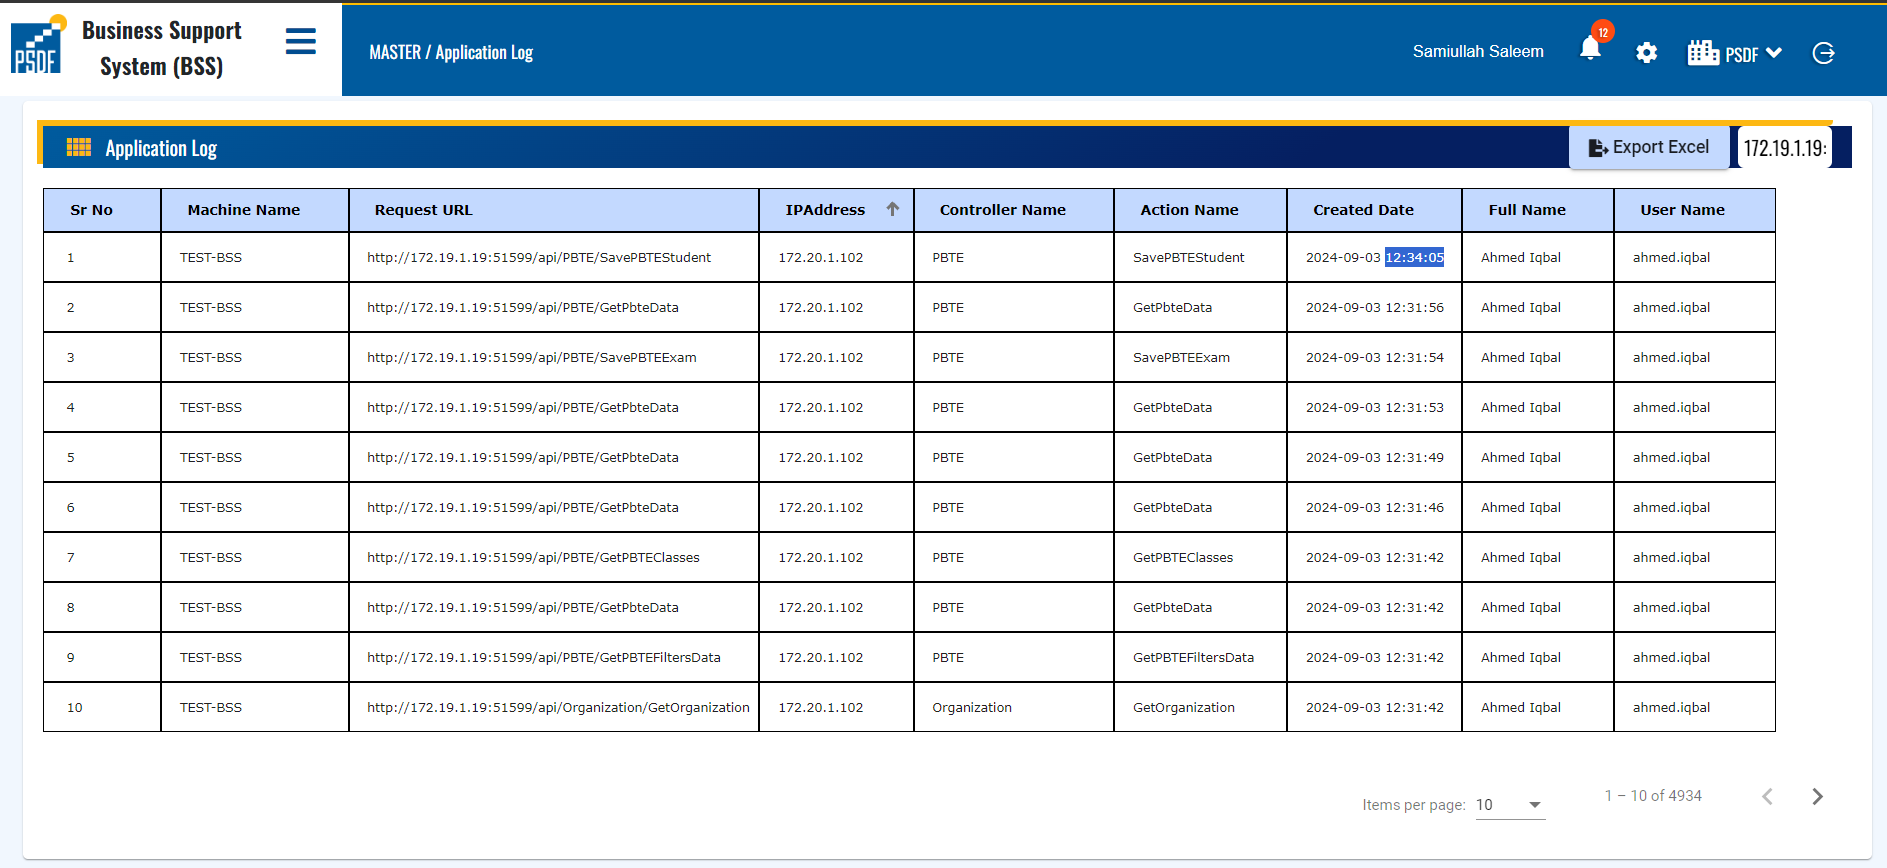 PSDF
Business Support
System (BSS)
MASTER / Application Log
Samiullah Saleem
12
PSDF
Application Log
Export Excel
172.19.1.19:
Sr No Machine Name Request URL IPAddress Controller Name Action Name Created Date Full Name User Name
1 TEST-BSS http://172.19.1.19:51599/api/PBTE/SavePBTEStudent 172.20.1.102 PBTE SavePBTEStudent 2024-09-03 12:34:05 Ahmed Iqbal ahmed.iqbal
2 TEST-BSS http://172.19.1.19:51599/api/PBTE/GetPbteData 172.20.1.102 PBTE GetPbteData 2024-09-03 12:31:56 Ahmed Iqbal ahmed.iqbal
3 TEST-BSS http://172.19.1.19:51599/api/PBTE/SavePBTEExam 172.20.1.102 PBTE SavePBTEExam 2024-09-03 12:31:54 Ahmed Iqbal ahmed.iqbal
4 TEST-BSS http://172.19.1.19:51599/api/PBTE/GetPbteData 172.20.1.102 PBTE GetPbteData 2024-09-03 12:31:53 Ahmed Iqbal ahmed.iqbal
5 TEST-BSS http://172.19.1.19:51599/api/PBTE/GetPbteData 172.20.1.102 PBTE GetPbteData 2024-09-03 12:31:49 Ahmed Iqbal ahmed.iqbal
6 TEST-BSS http://172.19.1.19:51599/api/PBTE/GetPbteData 172.20.1.102 PBTE GetPbteData 2024-09-03 12:31:46 Ahmed Iqbal ahmed.iqbal
7 TEST-BSS http://172.19.1.19:51599/api/PBTE/GetPBTEClasses 172.20.1.102 PBTE GetPBTEClasses 2024-09-03 12:31:42 Ahmed Iqbal ahmed.iqbal
8 TEST-BSS http://172.19.1.19:51599/api/PBTE/GetPbteData 172.20.1.102 PBTE GetPbteData 2024-09-03 12:31:42 Ahmed Iqbal ahmed.iqbal
9 TEST-BSS http://172.19.1.19:51599/api/PBTE/GetPBTEFiltersData 172.20.1.102 PBTE GetPBTEFiltersData 2024-09-03 12:31:42 Ahmed Iqbal ahmed.iqbal
10 TEST-BSS http://172.19.1.19:51599/api/Organization/GetOrganization 172.20.1.102 Organization GetOrganization 2024-09-03 12:31:42 Ahmed Iqbal ahmed.iqbal
Items per page: 10 1 – 10 of 4934